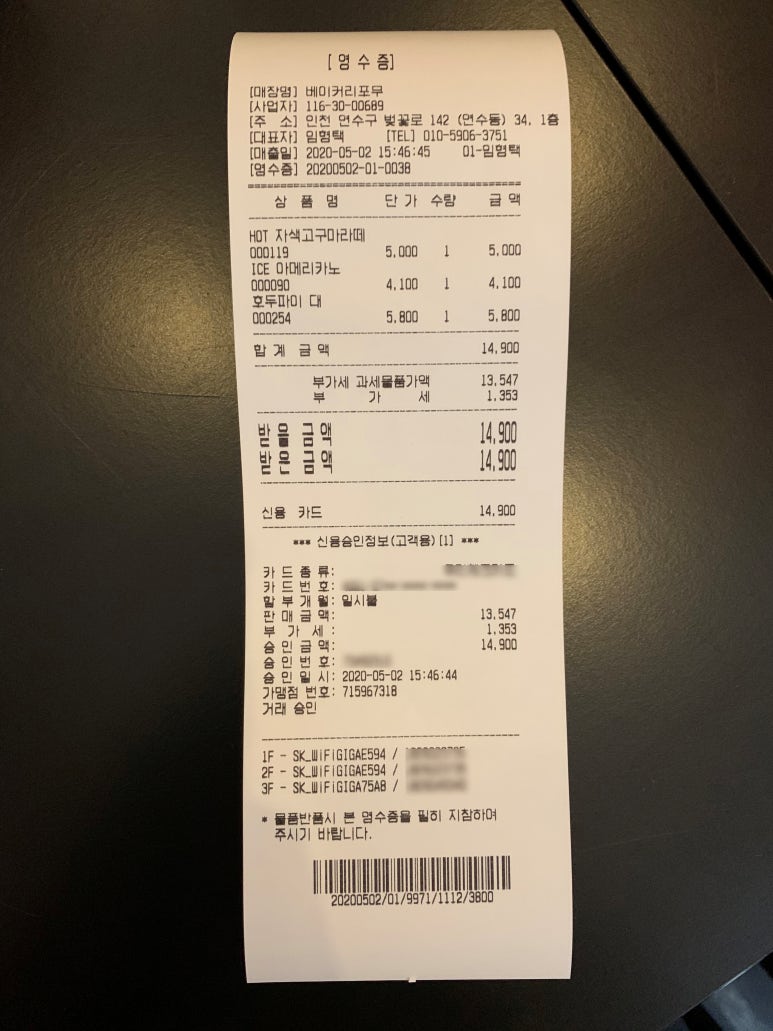 [ 영 수 증]
[매장명] 베이커리포무
[사업자] 116-30-00689
[주 소] 인천 연수구 벚꽃로 142 (연수동) 34, 1층
[대표자] 임형택 [TEL] 010-5906-3751
[매출일] 2020-05-02 15:46:45 01-임형택
[영수증] 20200502-01-0038
상 품 명 단 가 수량 금 액
HOT 자색고구마라떼
000119 5,000 1 5,000
ICE 아메리카노
000090 4,100 1 4,100
호두파이 대
000254 5,800 1 5,800
합 계 금 액 14,900
부가세 과세물품가액 13,547
부 가 세 1,353
받 을 금 액 14,900
받 은 금 액 14,900
신용 카드 14,900
*** 신용승인정보(고객용)[1] ***
카 드 종 류:
카 드 번 호:
할 부 개 월: 일시불
판 매 금 액: 13,547
부 가 세 : 1,353
승 인 금 액: 14,900
승 인 번 호:
승 인 일 시: 2020-05-02 15:46:44
가맹점 번호: 715967318
거래 승인
1F - SK_WiFiGIGAE594 /
2F - SK_WiFiGIGAE594 /
3F - SK_WiFiGIGA75A8 /
* 물품반품시 본 영수증을 필히 지참하여
주시기 바랍니다.
20200502/01/9971/1112/3800